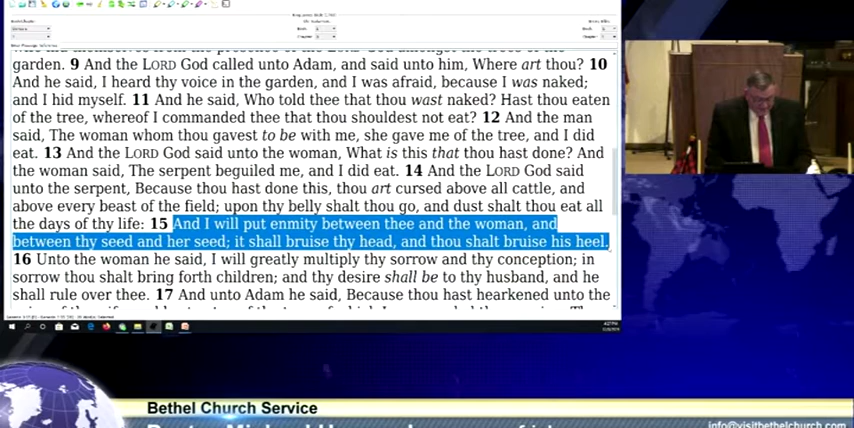 garden. 9 And the LORD God called unto Adam, and said unto him, Where art thou? 10
And he said, I heard thy voice in the garden, and I was afraid, because I was naked;
and I hid myself. 11 And he said, Who told thee that thou wast naked? Hast thou eaten
of the tree, whereof I commanded thee that thou shouldest not eat? 12 And the man
said, The woman whom thou gavest to be with me, she gave me of the tree, and I did
eat. 13 And the LORD God said unto the woman, What is this that thou hast done? And
the woman said, The serpent beguiled me, and I did eat. 14 And the LORD God said
unto the serpent, Because thou hast done this, thou art cursed above all cattle, and
above every beast of the field; upon thy belly shalt thou go, and dust shalt thou eat all
the days of thy life: 15 And I will put enmity between thee and the woman, and
between thy seed and her seed; it shall bruise thy head, and thou shalt bruise his heel.
16 Unto the woman he said, I will greatly multiply thy sorrow and thy conception; in
sorrow thou shalt bring forth children; and thy desire shall be to thy husband, and he
shall rule over thee. 17 And unto Adam he said, Because thou hast hearkened unto the
Bethel Church Service
info@visitbethelchurch.com